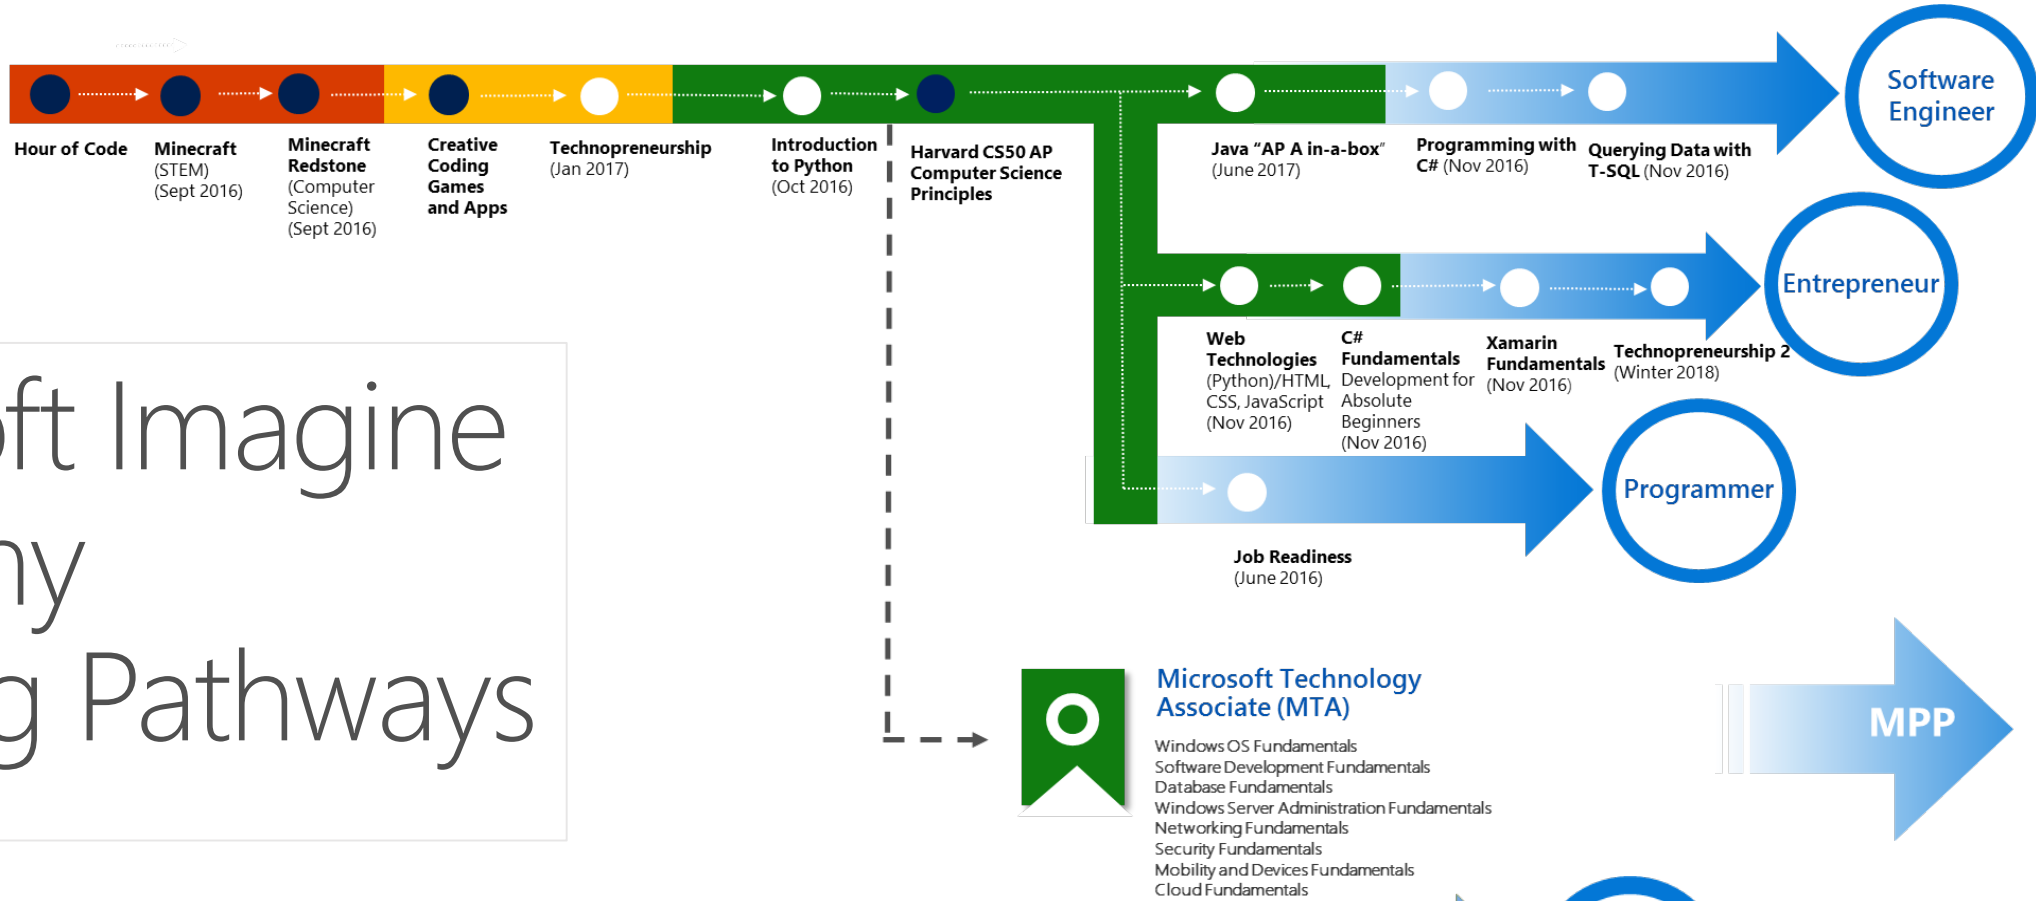 Software
Engineer
Hour of Code
Minecraft
(STEM)
(Sept 2016)
Minecraft
Redstone
(Computer
Science)
(Sept 2016)
Creative
Coding
Games
and Apps
Technopreneurship
(Jan 2017)
Introduction
to Python
(Oct 2016)
Harvard CS50 AP
Computer Science
Principles
Java “AP A in-a-box”
(June 2017)
Programming with
C# (Nov 2016)
Querying Data with
T-SQL (Nov 2016)
Entrepreneur
Web
Technologies
(Python)/HTML,
CSS, JavaScript
(Nov 2016)
C#
Fundamentals
Development for
Absolute
Beginners
(Nov 2016)
Xamarin
Fundamentals
(Nov 2016)
Technopreneurship 2
(Winter 2018)
Programmer
Job Readiness
(June 2016)
oft Imagine
ny
g Pathways
Microsoft Technology
Associate (MTA)
Windows OS Fundamentals
Software Development Fundamentals
Database Fundamentals
Windows Server Administration Fundamentals
Networking Fundamentals
Security Fundamentals
Mobility and Devices Fundamentals
Cloud Fundamentals
MPP